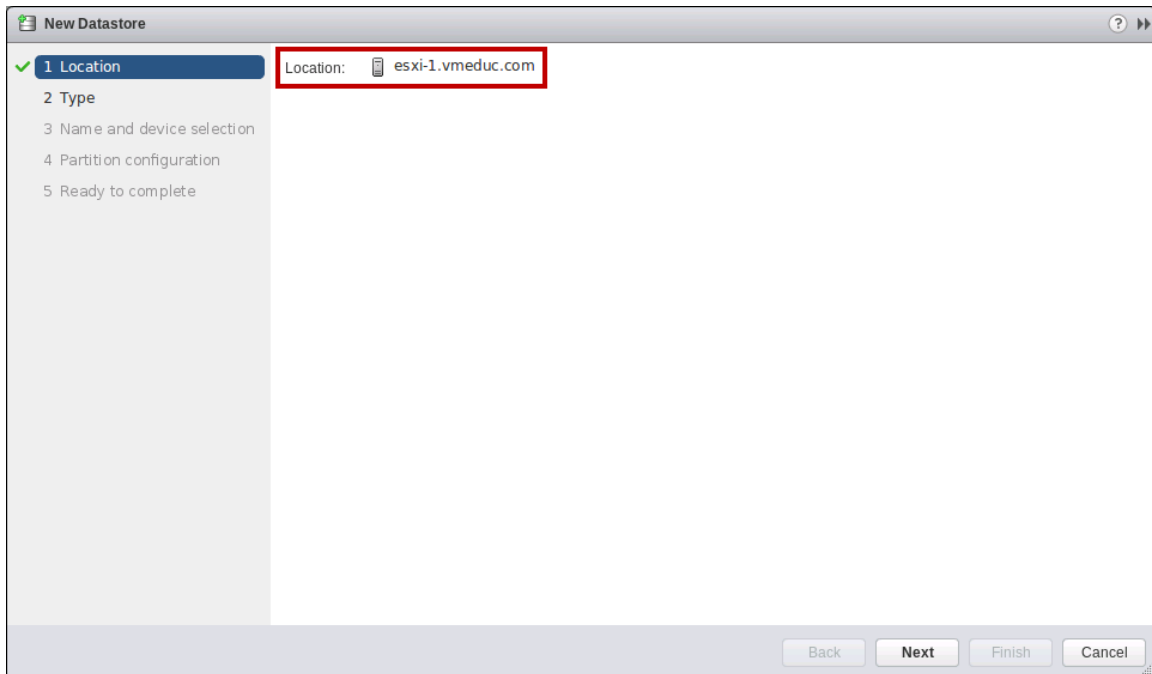 New Datastore
?
1 Location
2 Type
3 Name and device selection
4 Partition configuration
5 Ready to complete
Location: esxi-1.vmeduc.com
Back Next Finish Cancel